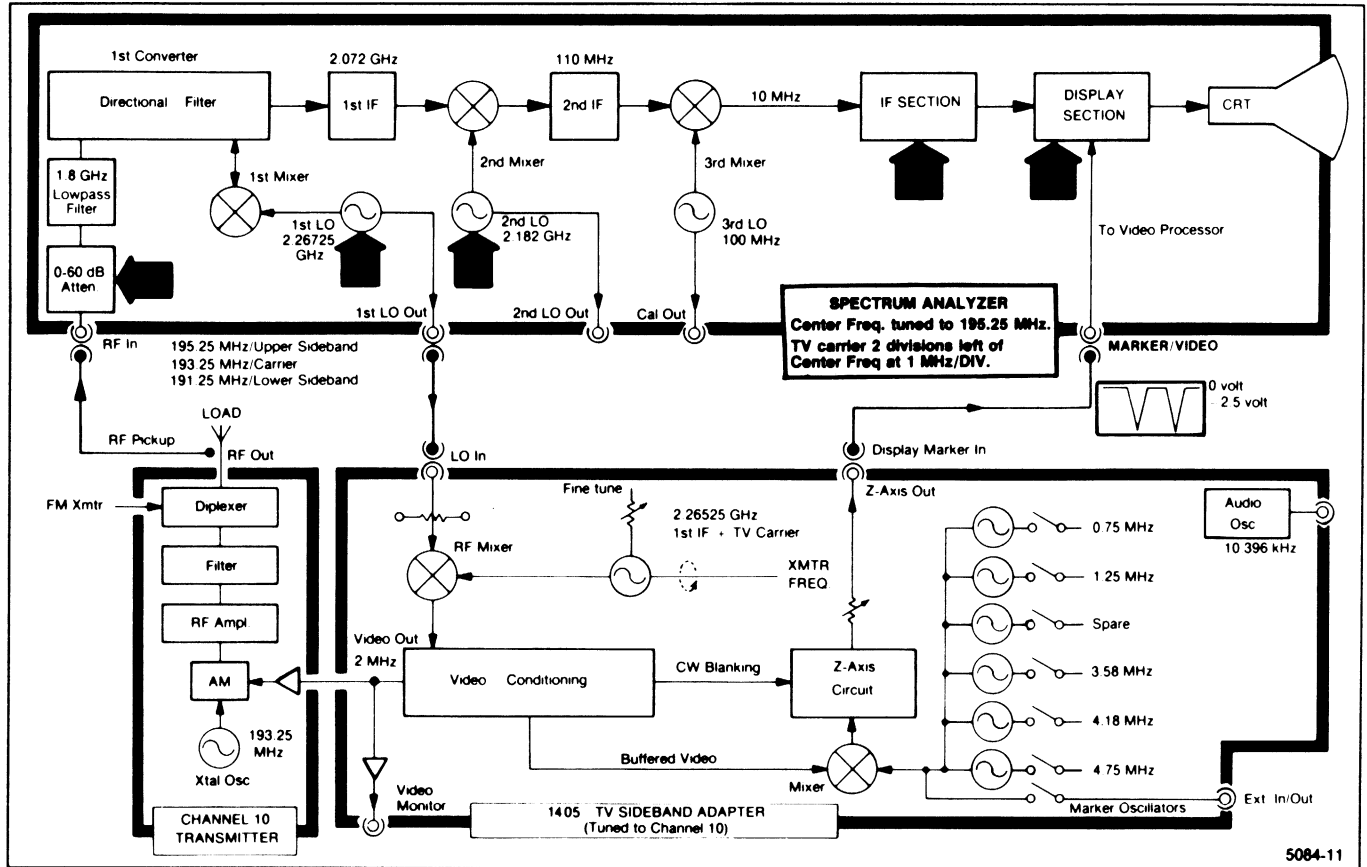 1st Converter
Directional Filter
2.072 GHz
1st IF
110 MHz
2nd IF
10 MHz
IF SECTION
DISPLAY
SECTION
CRT
1.8 GHz
Lowpass
Filter
1st Mixer
2nd Mixer
3rd Mixer
1st LO
2.26725
GHz
2nd LO
2.182 GHz
3rd LO
100 MHz
To Video Processor
0-60 dB
Atten
1st LO Out
2nd LO Out
Cal Out
SPECTRUM ANALYZER
Center Freq. tuned to 195.25 MHz.
TV carrier 2 divisions left of
Center Freq at 1 MHz/DIV.
RF In
195.25 MHz/Upper Sideband
193.25 MHz/Carrier
191.25 MHz/Lower Sideband
MARKER/VIDEO
0 volt
- 2 5 volt
LOAD
RF Pickup
RF Out
LO In
Display Marker In
Z-Axis Out
FM Xmtr
Diplexer
Filter
RF Ampl.
AM
193.25
MHz
Xtal Osc
CHANNEL 10
TRANSMITTER
Fine tune
2.26525 GHz
1st IF + TV Carrier
RF Mixer
XMTR
FREQ
Audio
Osc
10 396 kHz
0.75 MHz
1.25 MHz
Spare
3.58 MHz
4.18 MHz
4.75 MHz
Video Out
2 MHz
Video Conditioning
CW Blanking
Z-Axis
Circuit
Buffered Video
Mixer
Marker Oscillators
Ext In/Out
Video
Monitor
1405 TV SIDEBAND ADAPTER
(Tuned to Channel 10)
5084-11